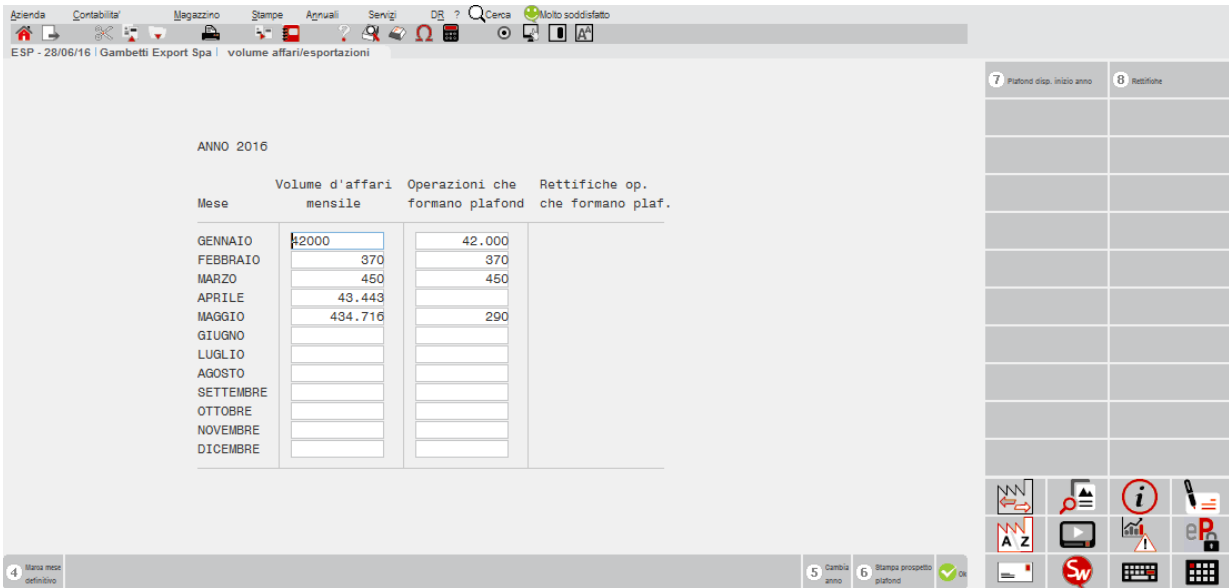 Azienda Contabilita' Magazzino Stampe Annuali Servizi DR ? Cerca Molto soddisfatto
ESP - 28/06/16 | Gambetti Export Spa | volume affari/esportazioni
7 Plafond disp. inizio anno 8 Rettifiche
ANNO 2016
Volume d'affari Operazioni che Rettifiche op.
Mese mensile formano plafond che formano plaf.
GENNAIO 42000 42.000
FEBBRAIO 370 370
MARZO 450 450
APRILE 43.443
MAGGIO 434.716 290
GIUGNO
LUGLIO
AGOSTO
SETTEMBRE
OTTOBRE
NOVEMBRE
DICEMBRE
i
A Z eP
Sw
4 Marsa mese definitivo 5 Cambia anno 6 Stampa prospetto plafond Ok